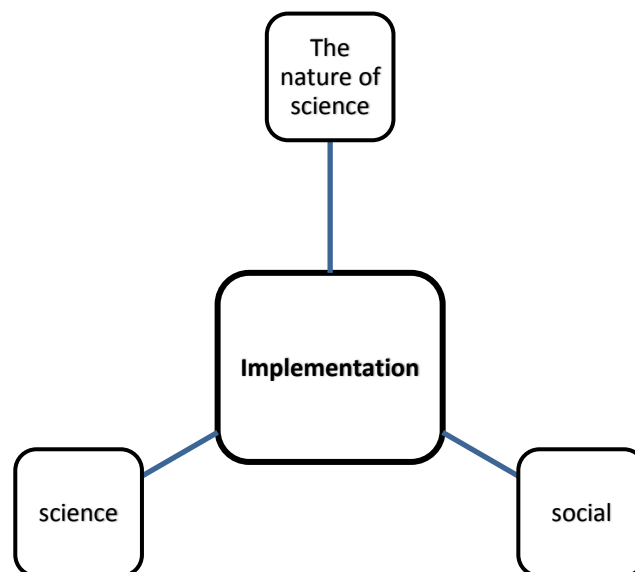 The
nature of
science
Implementation
science
social